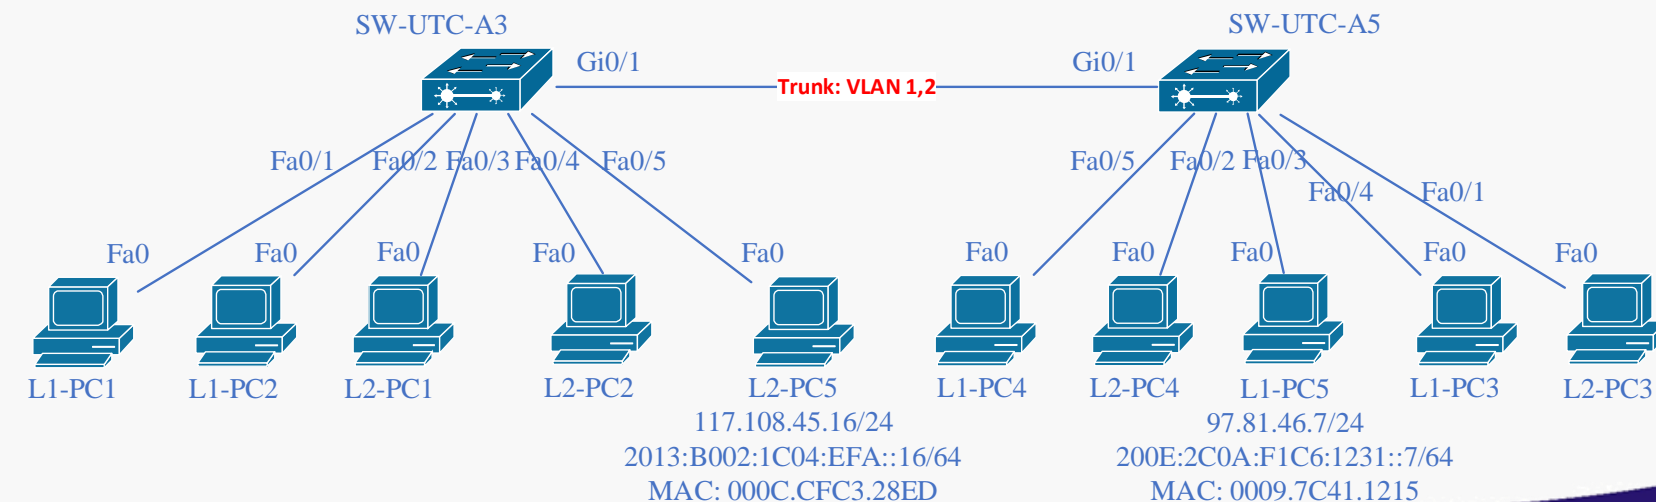 SW-UTC-A3
SW-UTC-A5
Gi0/1
Gi0/1
Trunk: VLAN 1,2
Fa0/1
Fa0/2
Fa0/3
Fa0/4
Fa0/5
Fa0/5
Fa0/2
Fa0/3
Fa0/4
Fa0/1
Fa0
Fa0
Fa0
Fa0
Fa0
Fa0
Fa0
Fa0
Fa0
Fa0
L1-PC1
L1-PC2
L2-PC1
L2-PC2
L2-PC5
117.108.45.16/24
2013:B002:1C04:EFA::16/64
MAC: 000C.CFC3.28ED
L1-PC4
L2-PC4
L1-PC5
97.81.46.7/24
200E:2C0A:F1C6:1231::7/64
MAC: 0009.7C41.1215
L1-PC3
L2-PC3